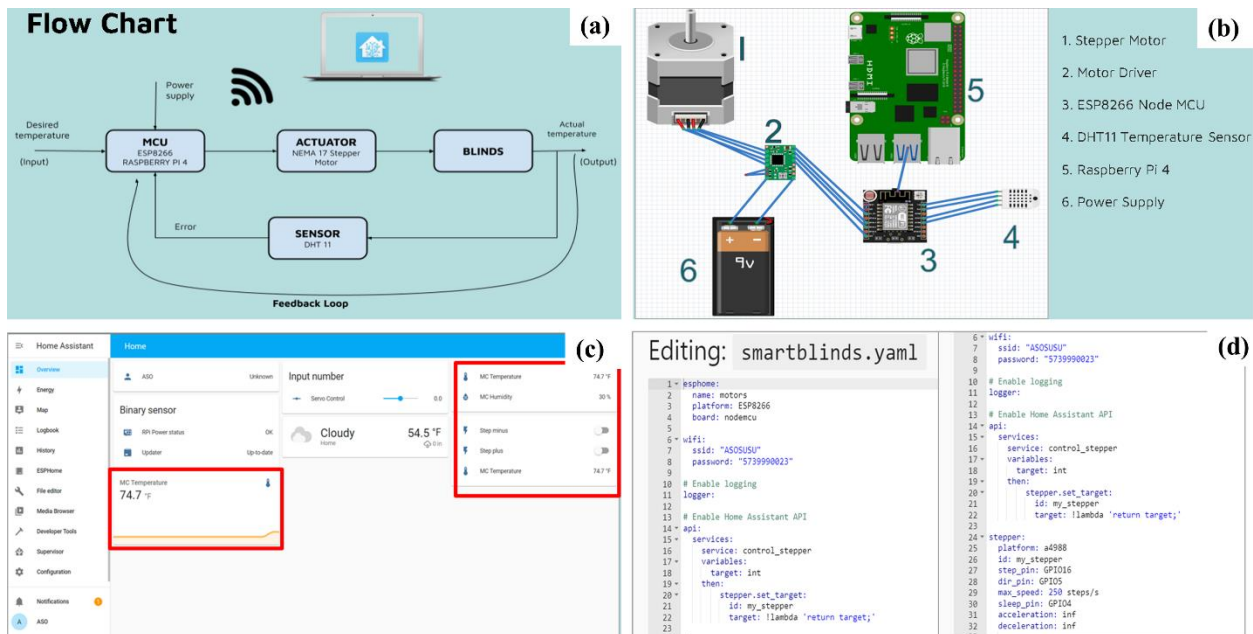 Flow Chart
(a)
Power
supply
Desired
temperature
(Input)
MCU
ESP8266
RASPBERRY PI 4
ACTUATOR
NEMA 17 Stepper
Motor
BLINDS
Actual
temperature
(Output)
Error
SENSOR
DHT 11
Feedback Loop
(b)
1
2
3
4
5
6
HDMI
+ −
9v
1. Stepper Motor
2. Motor Driver
3. ESP8266 Node MCU
4. DHT11 Temperature Sensor
5. Raspberry Pi 4
6. Power Supply
(c)
Home Assistant
Overview
Energy
Map
Logbook
History
ESPHome
File editor
Media Browser
Developer Tools
Supervisor
Configuration
Notifications
1
A
ASO
Home
ASO Unknown
Binary sensor
RPi Power status OK
Updater Up-to-date
MC Temperature
74.7 °F
Input number
Servo Control 0.0
Cloudy 54.5 °F
Home 0 in
MC Temperature 74.7 °F
MC Humidity 30 %
Step minus
Step plus
MC Temperature 74.7 °F
(d)
Editing: smartblinds.yaml
1 esphome:
2 name: motors
3 platform: ESP8266
4 board: nodemcu
5
6 wifi:
7 ssid: "ASOSUSU"
8 password: "5739990023"
9
10 # Enable logging
11 logger:
12
13 # Enable Home Assistant API
14 api:
15 services:
16 service: control_stepper
17 variables:
18 target: int
19 then:
20 stepper.set_target:
21 id: my_stepper
22 target: !lambda 'return target;'
23
6 wifi:
7 ssid: "ASOSUSU"
8 password: "5739990023"
9
10 # Enable logging
11 logger:
12
13 # Enable Home Assistant API
14 api:
15 services:
16 service: control_stepper
17 variables:
18 target: int
19 then:
20 stepper.set_target:
21 id: my_stepper
22 target: !lambda 'return target;'
24 stepper:
25 platform: a4988
26 id: my_stepper
27 step_pin: GPIO16
28 dir_pin: GPIO5
29 max_speed: 250 steps/s
30 sleep_pin: GPIO4
31 acceleration: inf
32 deceleration: inf